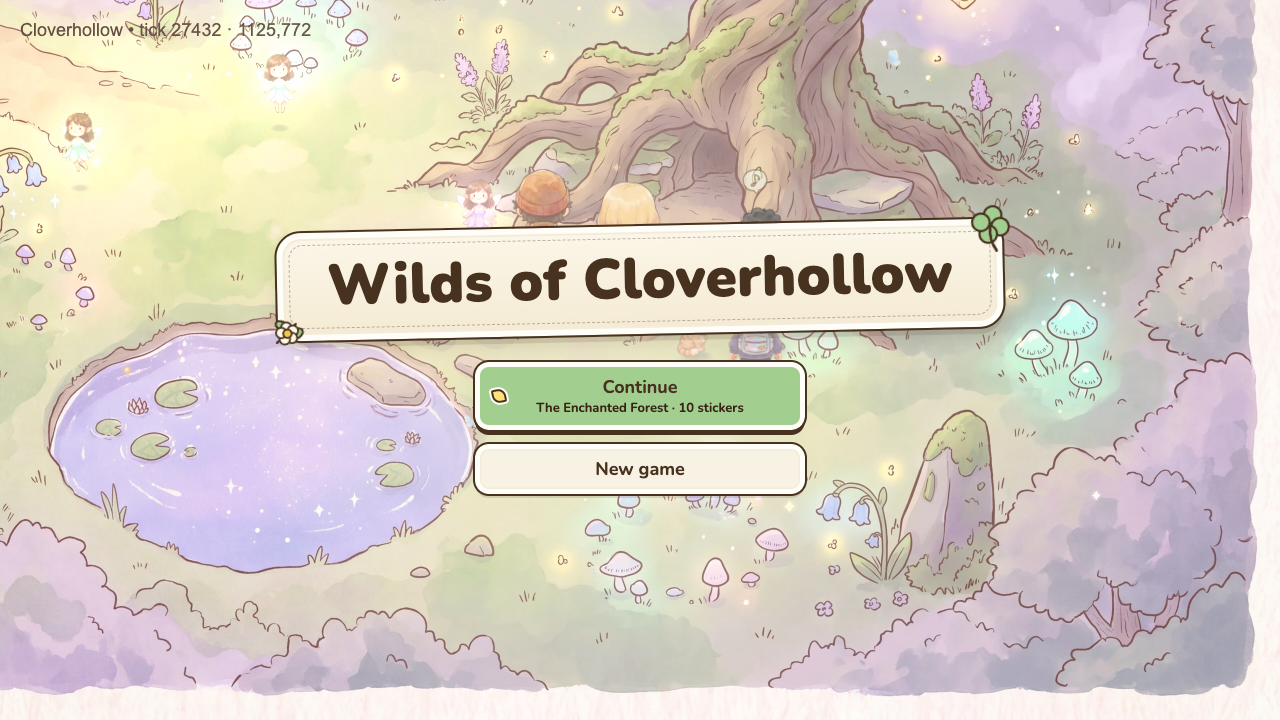 Cloverhollow • tick 27432 · 1125,772
Wilds of Cloverhollow
Continue
The Enchanted Forest · 10 stickers
New game